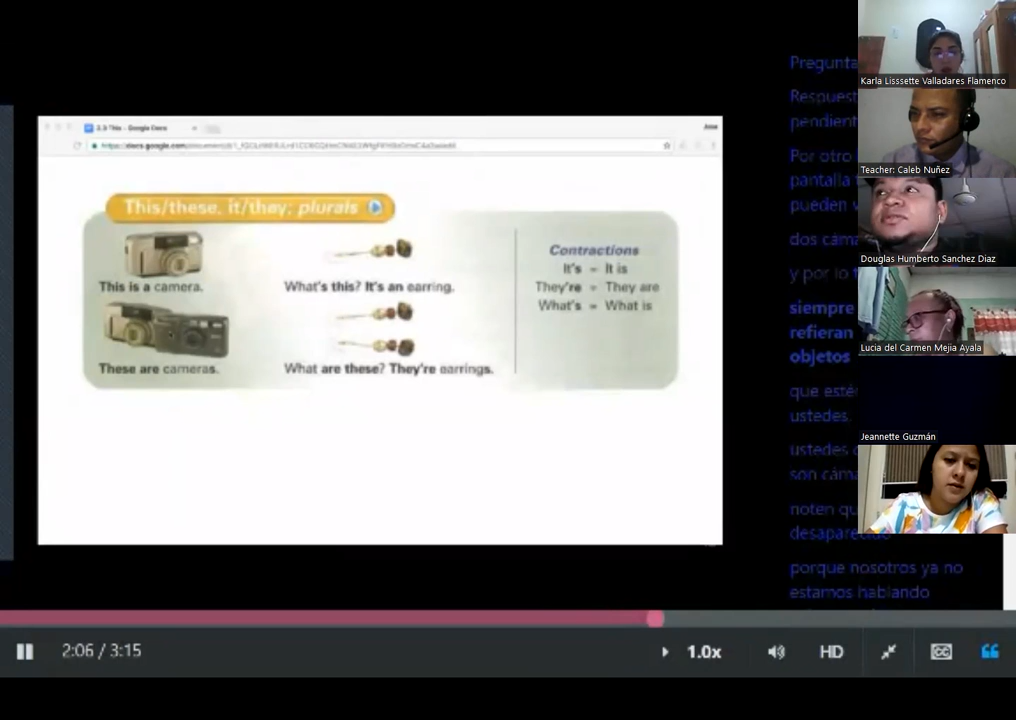 2.3 This - Google Docs
This/these, it/they; plurals
This is a camera.
What's this? It's an earring.
These are cameras.
What are these? They're earrings.
Contractions
It's = It is
They're = They are
What's = What is
Pregunta
Respuest
pendient
Por otro
pantalla
pueden v
dos cáma
y por lo t
siempre
refieran
objetos
que esté
ustedes.
ustedes
son cáma
noten qu
desaparecido
porque nosotros ya no
estamos hablando
Karla Lisssette Valladares Flamenco
Teacher: Caleb Nuñez
Douglas Humberto Sanchez Diaz
Lucia del Carmen Mejia Ayala
Jeannette Guzmán
2:06 / 3:15
1.0x
HD
CC